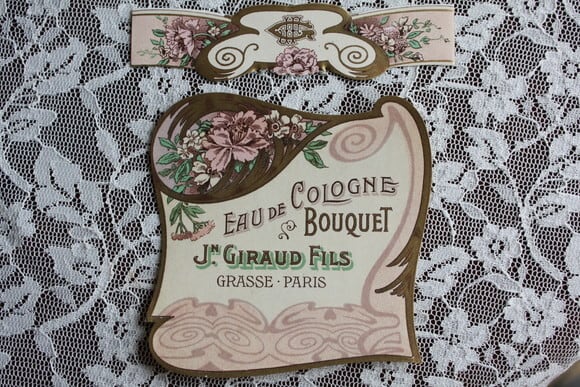 EAU DE COLOGNE
BOUQUET
JN GIRAUD FILS
GRASSE · PARIS